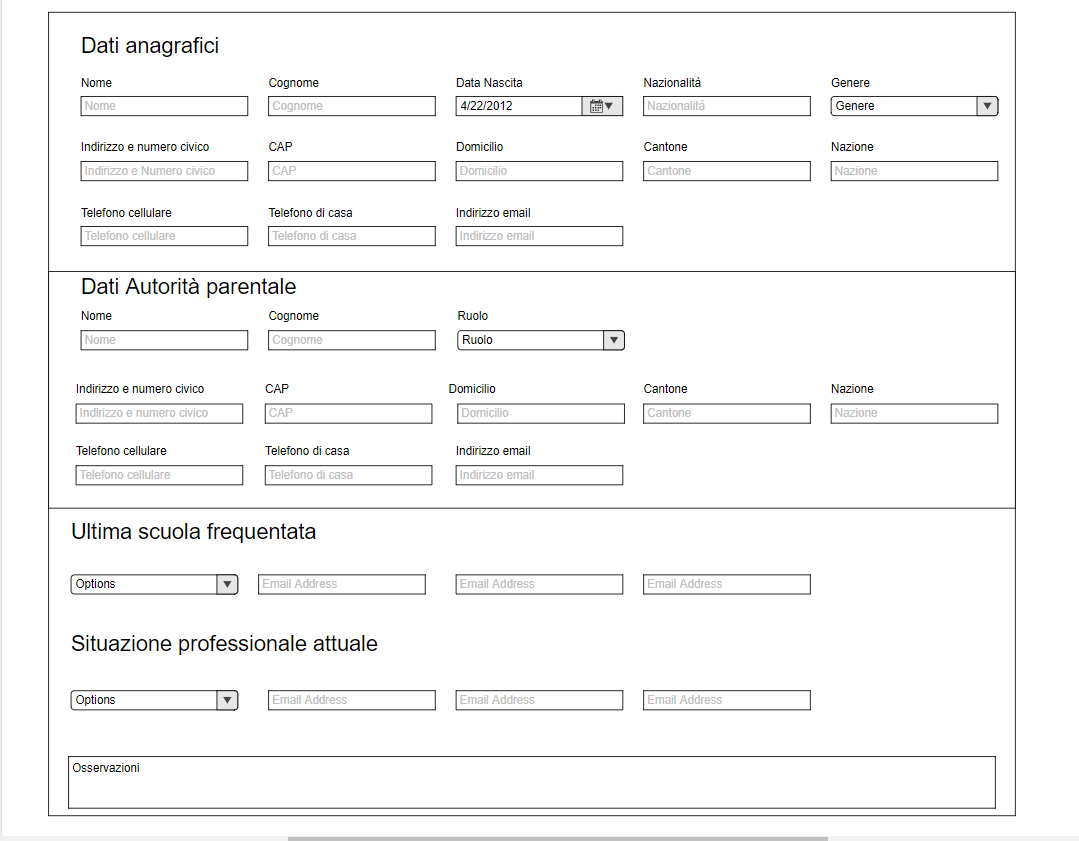 Dati anagrafici
Nome Cognome Data Nascita Nazionalità Genere
Nome Cognome 4/22/2012 Nazionalità Genere
Indirizzo e numero civico CAP Domicilio Cantone Nazione
Indirizzo e Numero civico CAP Domicilio Cantone Nazione
Telefono cellulare Telefono di casa Indirizzo email
Telefono cellulare Telefono di casa Indirizzo email
Dati Autorità parentale
Nome Cognome Ruolo
Nome Cognome Ruolo
Indirizzo e numero civico CAP Domicilio Cantone Nazione
Indirizzo e numero civico CAP Domicilio Cantone Nazione
Telefono cellulare Telefono di casa Indirizzo email
Telefono cellulare Telefono di casa Indirizzo email
Ultima scuola frequentata
Options Email Address Email Address Email Address
Situazione professionale attuale
Options Email Address Email Address Email Address
Osservazioni